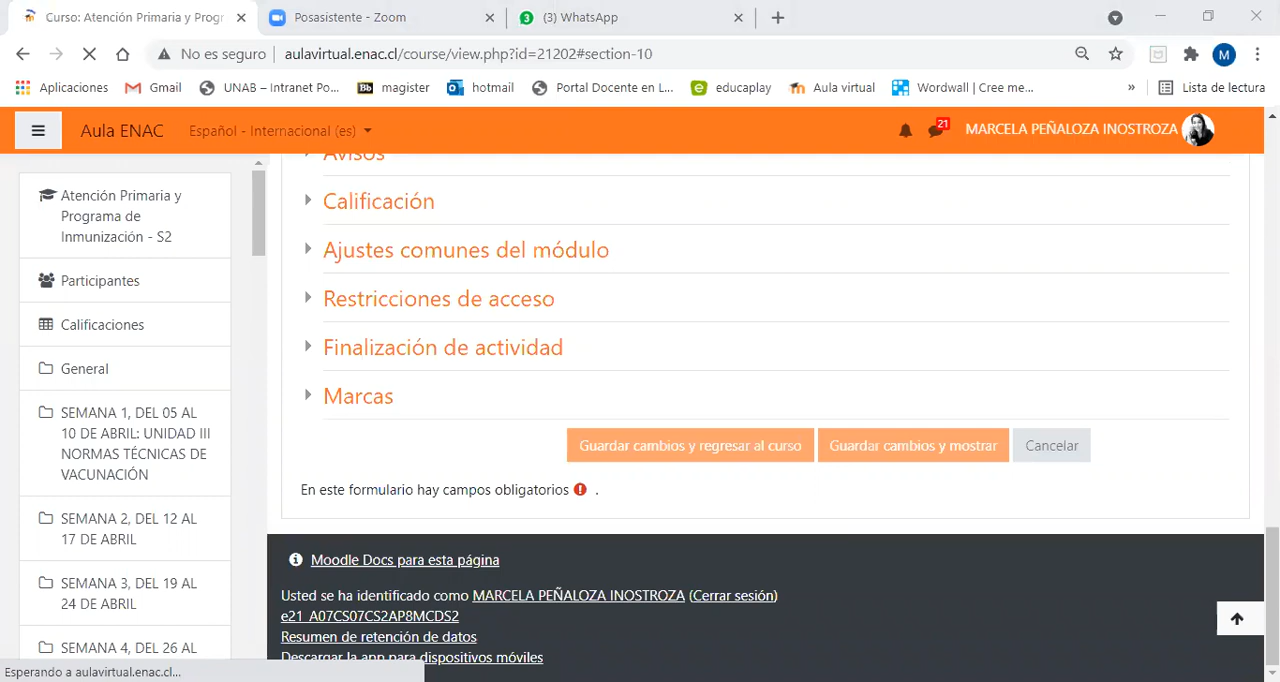 Curso: Atención Primaria y Progr
Posasistente - Zoom
3 (3) WhatsApp
No es seguro aulavirtual.enac.cl/course/view.php?id=21202#section-10
M
Aplicaciones
Gmail
UNAB – Intranet Po...
Bb magister
hotmail
Portal Docente en L...
educaplay
Aula virtual
Wordwall | Cree me...
»
Lista de lectura
Aula ENAC
Español - Internacional (es)
21
MARCELA PEÑALOZA INOSTROZA
Avisos
Calificación
Ajustes comunes del módulo
Restricciones de acceso
Finalización de actividad
Marcas
Guardar cambios y regresar al curso
Guardar cambios y mostrar
Cancelar
En este formulario hay campos obligatorios .
Atención Primaria y
Programa de
Inmunización - S2
Participantes
Calificaciones
General
SEMANA 1, DEL 05 AL
10 DE ABRIL: UNIDAD III
NORMAS TÉCNICAS DE
VACUNACIÓN
SEMANA 2, DEL 12 AL
17 DE ABRIL
SEMANA 3, DEL 19 AL
24 DE ABRIL
SEMANA 4, DEL 26 AL
Moodle Docs para esta página
Usted se ha identificado como MARCELA PEÑALOZA INOSTROZA (Cerrar sesión)
e21_A07CS07CS2AP8MCDS2
Resumen de retención de datos
Descargar la app para dispositivos móviles
Esperando a aulavirtual.enac.cl...